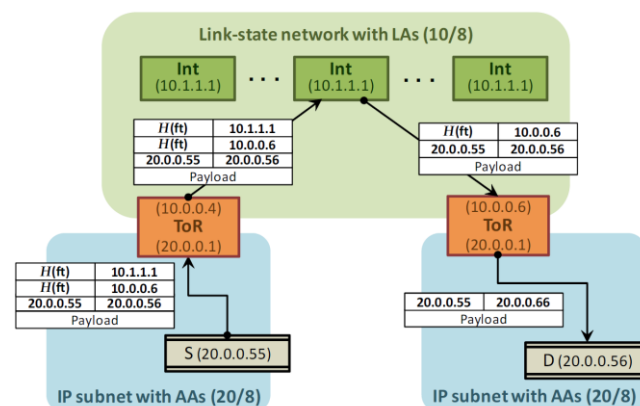 Link-state network with LAs (10/8)
Int . . . Int . . . Int
(10.1.1.1) (10.1.1.1) (10.1.1.1)
H(ft) 10.1.1.1
H(ft) 10.0.0.6
20.0.0.55 20.0.0.56
Payload
H(ft) 10.0.0.6
20.0.0.55 20.0.0.56
Payload
(10.0.0.4)
ToR
(20.0.0.1)
(10.0.0.6)
ToR
(20.0.0.1)
H(ft) 10.1.1.1
H(ft) 10.0.0.6
20.0.0.55 20.0.0.56
Payload
20.0.0.55 20.0.0.66
Payload
S (20.0.0.55)
D (20.0.0.56)
IP subnet with AAs (20/8)
IP subnet with AAs (20/8)